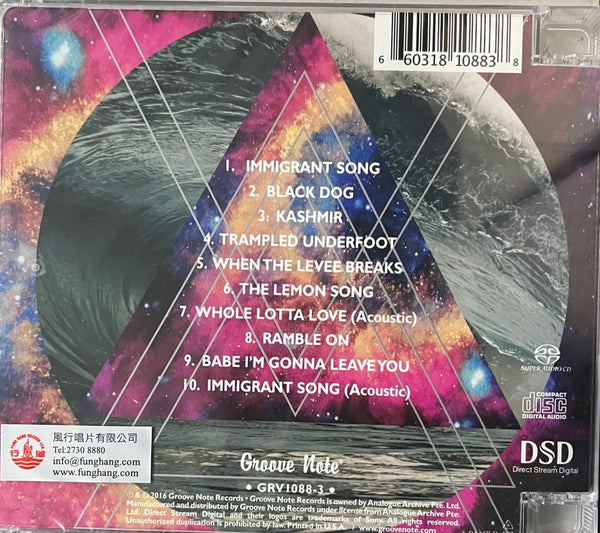 6 60318 10883 8
1. IMMIGRANT SONG
2. BLACK DOG
3: KASHMIR
4. TRAMPLED UNDERFOOT
5. WHEN THE LEVEE BREAKS
6. THE LEMON SONG
7. WHOLE LOTTA LOVE (Acoustic)
8. RAMBLE ON
9. BABE I'M GONNA LEAVE YOU
10. IMMIGRANT SONG (Acoustic)
SUPER AUDIO CD
COMPACT
disc
DIGITAL AUDIO
DSD
Direct Stream Digital
風行唱片有限公司
Tel:2730 8880
info@funghang.com
www.funghang.com
Groove Note
• GRV1088-3 •
℗ & © 2016 Groove Note Records • Groove Note Records is owned by Analogue Archive Pte. Ltd.
Manufactured and distributed by Groove Note Records under license from Analogue Archive Pte.
Ltd. Direct Stream Digital and their logos are trademarks of Sony. All rights reserved.
Unauthorized duplication is prohibited by law. Printed in U.S.A. / www.groovenote.com